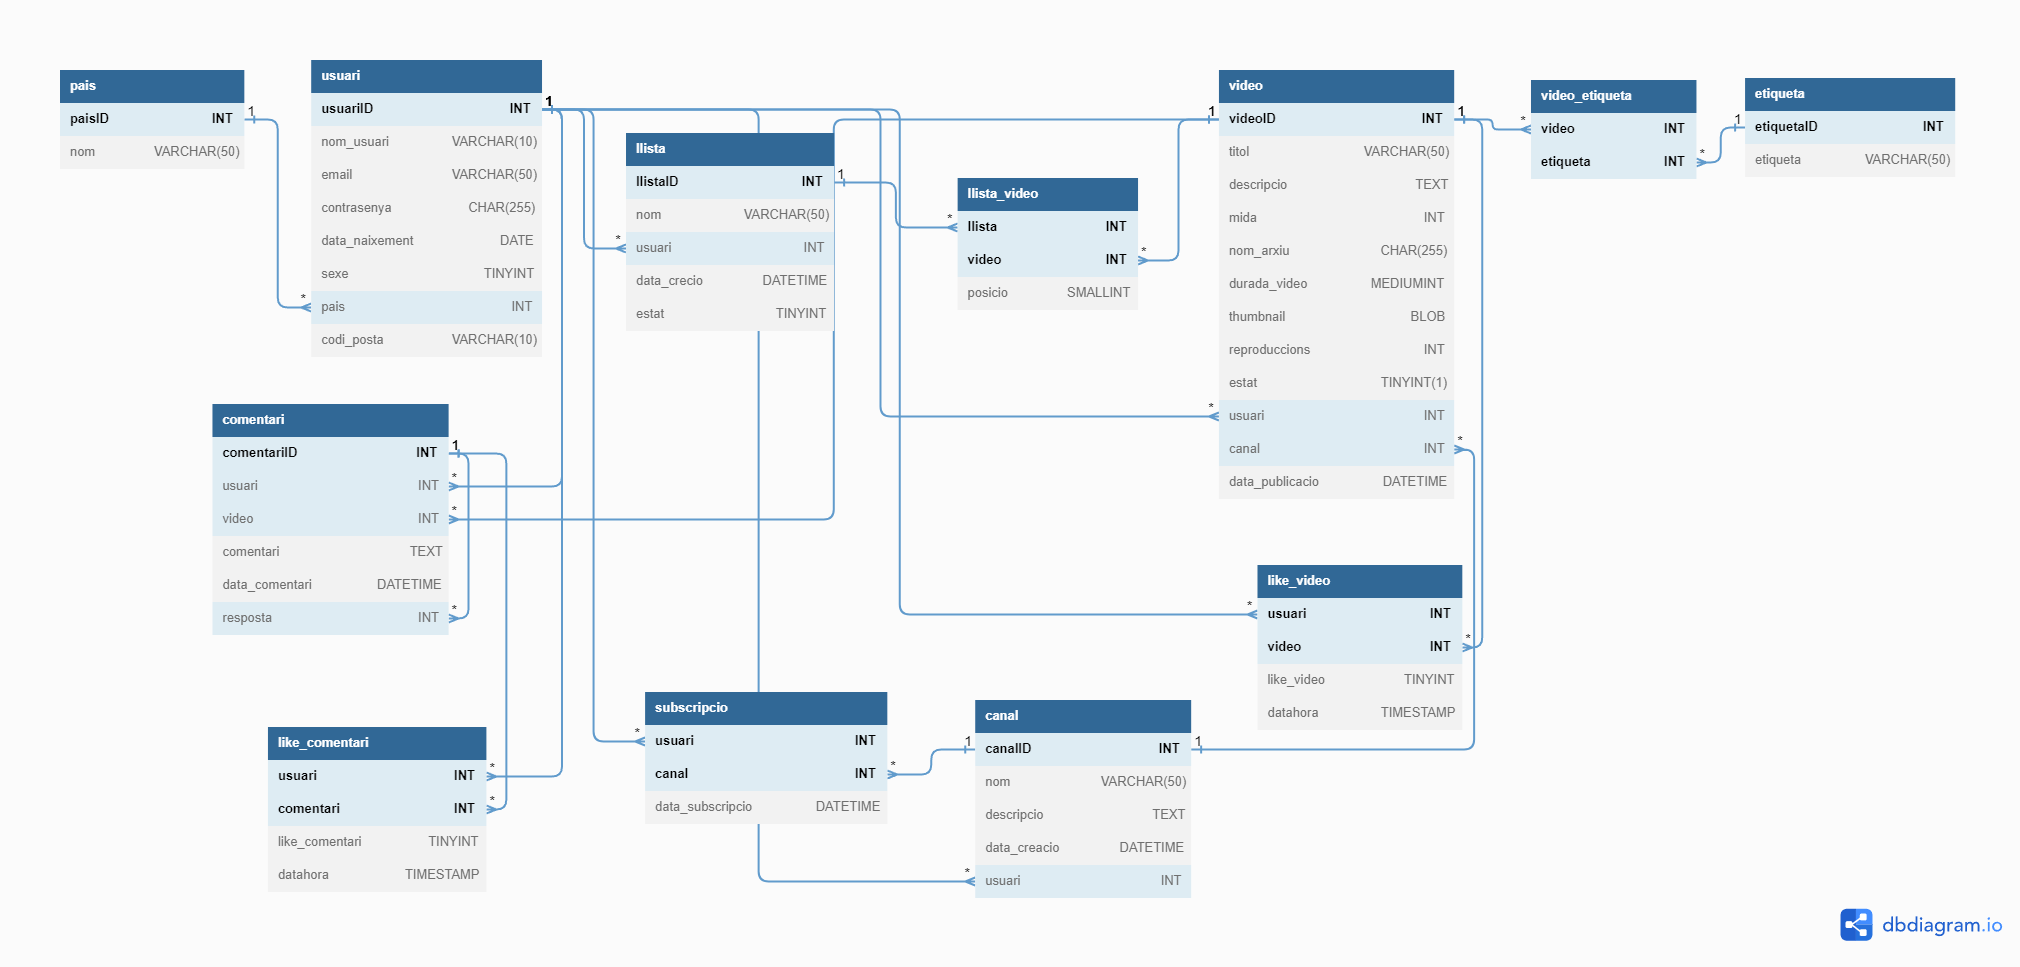 pais
paisID INT
nom VARCHAR(50)
usuari
usuariID INT
nom_usuari VARCHAR(10)
email VARCHAR(50)
contrasenya CHAR(255)
data_naixement DATE
sexe TINYINT
pais INT
codi_posta VARCHAR(10)
llista
llistaID INT
nom VARCHAR(50)
usuari INT
data_crecio DATETIME
estat TINYINT
llista_video
llista INT
video INT
posicio SMALLINT
video
videoID INT
titol VARCHAR(50)
descripcio TEXT
mida INT
nom_arxiu CHAR(255)
durada_video MEDIUMINT
thumbnail BLOB
reproduccions INT
estat TINYINT(1)
usuari INT
canal INT
data_publicacio DATETIME
video_etiqueta
video INT
etiqueta INT
etiqueta
etiquetaID INT
etiqueta VARCHAR(50)
comentari
comentariID INT
usuari INT
video INT
comentari TEXT
data_comentari DATETIME
resposta INT
like_video
usuari INT
video INT
like_video TINYINT
datahora TIMESTAMP
like_comentari
usuari INT
comentari INT
like_comentari TINYINT
datahora TIMESTAMP
subscripcio
usuari INT
canal INT
data_subscripcio DATETIME
canal
canalID INT
nom VARCHAR(50)
descripcio TEXT
data_creacio DATETIME
usuari INT
1
*
1
*
1
*
*
1
1
*
*
1
*
*
1
*
*
*
*
*
*
*
*
1
*
1
*
*
*
dbdiagram.io